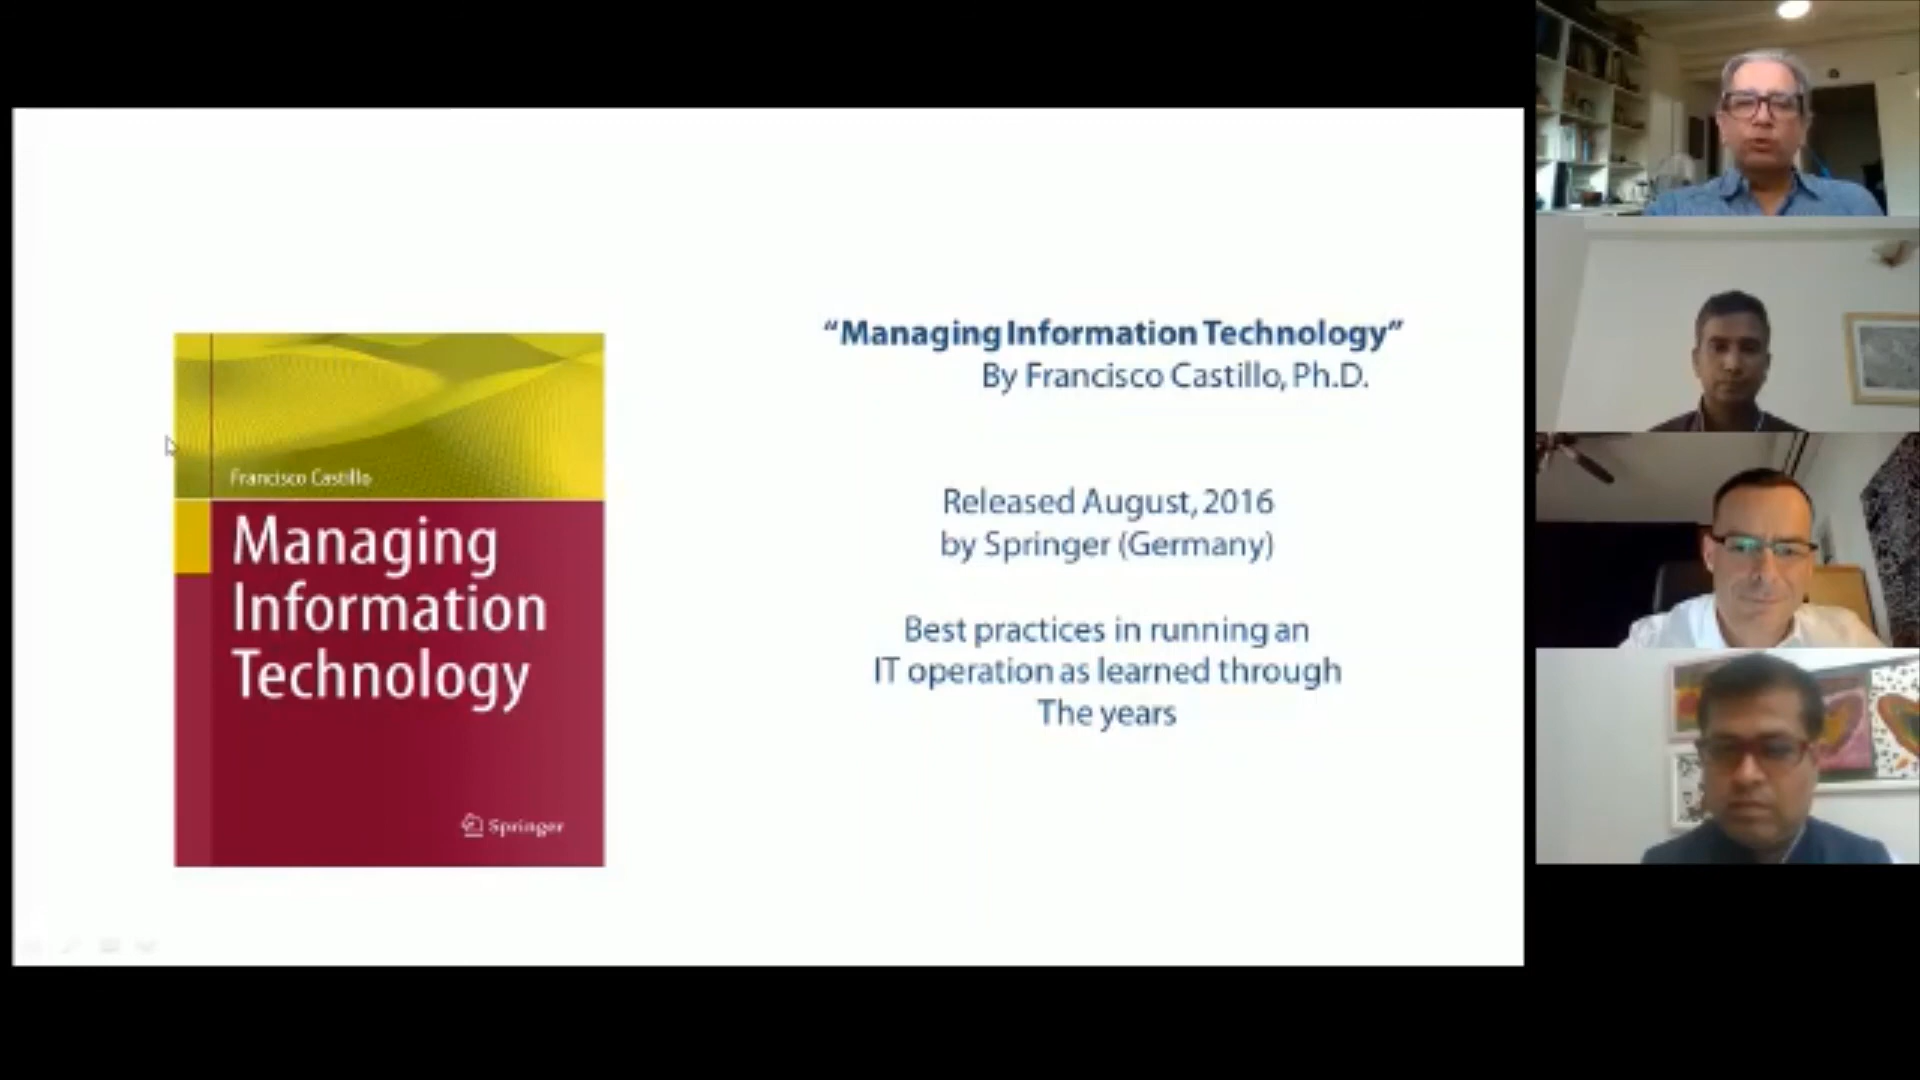 Francisco Castillo
Managing
Information
Technology
Springer
“Managing Information Technology”
By Francisco Castillo, Ph.D.
Released August, 2016
by Springer (Germany)
Best practices in running an
IT operation as learned through
The years